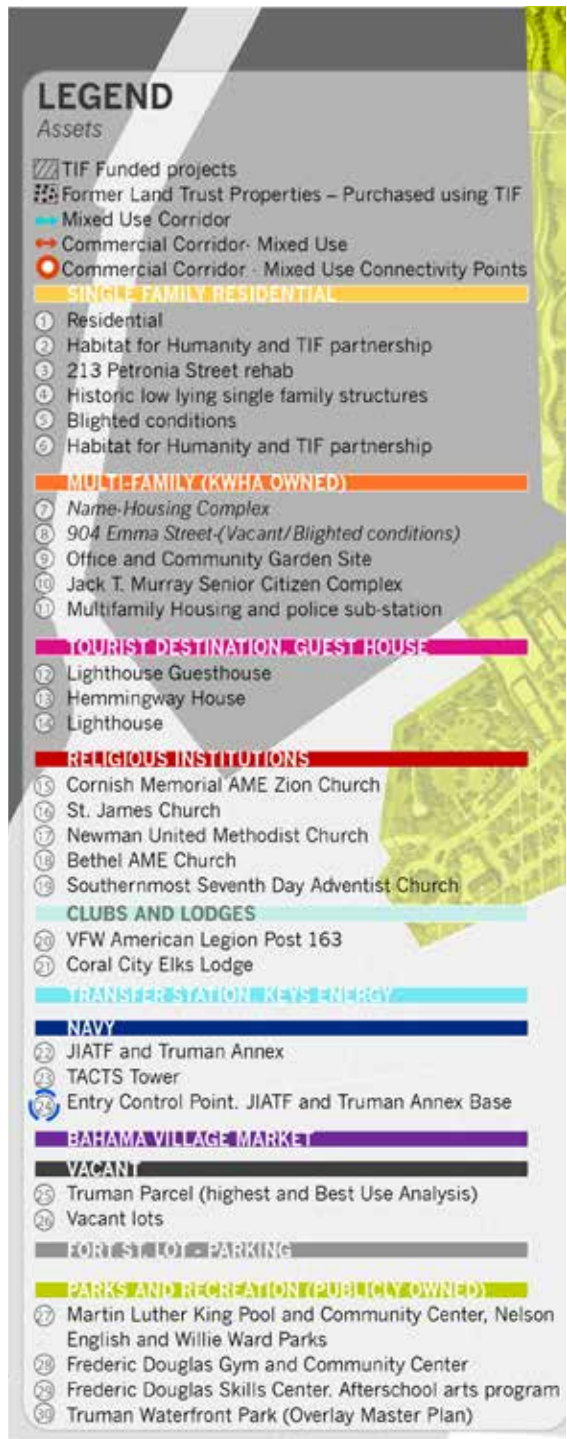 LEGEND
Assets
TIF Funded projects
Former Land Trust Properties – Purchased using TIF
Mixed Use Corridor
Commercial Corridor- Mixed Use
Commercial Corridor - Mixed Use Connectivity Points
SINGLE FAMILY RESIDENTIAL
1 Residential
2 Habitat for Humanity and TIF partnership
3 213 Petronia Street rehab
4 Historic low lying single family structures
5 Blighted conditions
6 Habitat for Humanity and TIF partnership
MULTI-FAMILY (KWHA OWNED)
7 Name-Housing Complex
8 904 Emma Street-(Vacant/Blighted conditions)
9 Office and Community Garden Site
10 Jack T. Murray Senior Citizen Complex
11 Multifamily Housing and police sub-station
TOURIST DESTINATION, GUEST HOUSE
12 Lighthouse Guesthouse
13 Hemmingway House
14 Lighthouse
RELIGIOUS INSTITUTIONS
15 Cornish Memorial AME Zion Church
16 St. James Church
17 Newman United Methodist Church
18 Bethel AME Church
19 Southernmost Seventh Day Adventist Church
CLUBS AND LODGES
20 VFW American Legion Post 163
21 Coral City Elks Lodge
TRANSFER STATION, KEYS ENERGY
NAVY
22 JIATF and Truman Annex
23 TACTS Tower
24 Entry Control Point. JIATF and Truman Annex Base
BAHAMA VILLAGE MARKET
VACANT
25 Truman Parcel (highest and Best Use Analysis)
26 Vacant lots
FORT ST. LOT - PARKING
PARKS AND RECREATION (PUBLICLY OWNED)
27 Martin Luther King Pool and Community Center, Nelson
English and Willie Ward Parks
28 Frederic Douglas Gym and Community Center
29 Frederic Douglas Skills Center. Afterschool arts program
30 Truman Waterfront Park (Overlay Master Plan)